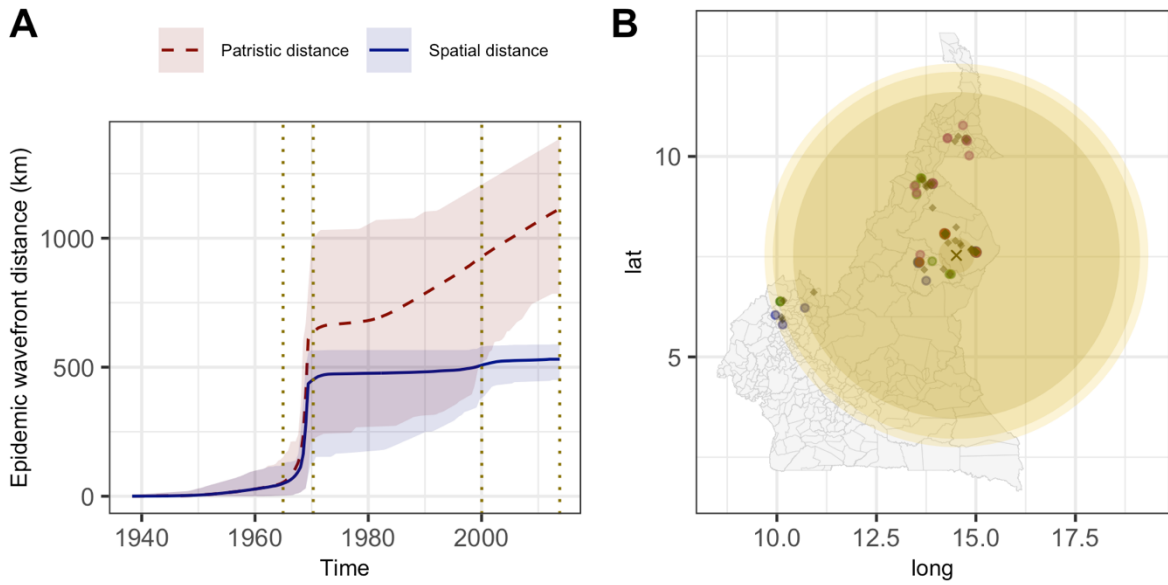 A
Patristic distance
Spatial distance
Epidemic wavefront distance (km)
1000
500
0
1940
1960
1980
2000
Time
B
lat
10
5
10.0
12.5
15.0
17.5
long